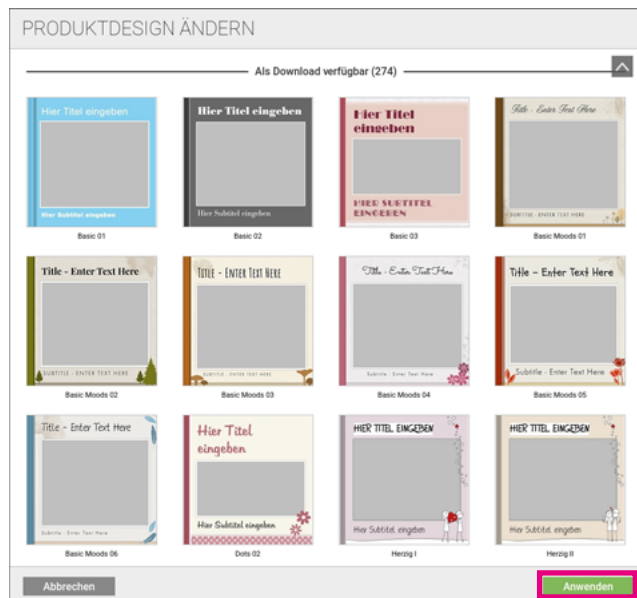 PRODUKTDESIGN ÄNDERN
Als Download verfügbar (274)
Hier Titel eingeben
Hier Subtitel eingeben
Basic 01
Hier Titel eingeben
Hier Subtitel eingeben
Basic 02
Hier Titel
eingeben
HIER SUBTITEL
EINGEBEN
Basic 03
Title - Enter Text Here
SUBTITLE - ENTER TEXT HERE
Basic Moods 01
Title - Enter Text Here
SUBTITLE - ENTER TEXT HERE
Basic Moods 02
TITLE - ENTER TEXT HERE
SUBTITLE - ENTER TEXT HERE
Basic Moods 03
Title - Enter Text Here
Subtitle - Enter Text Here
Basic Moods 04
Title - Enter Text Here
Subtitle - Enter Text Here
Basic Moods 05
Title - Enter Text Here
Subtitle - Enter Text Here
Basic Moods 06
Hier Titel
eingeben
Hier Subtitel eingeben
Dots 02
HIER TITEL EINGEBEN
Hier Subtitel eingeben
Herzig I
HIER TITEL EINGEBEN
Hier Subtitel eingeben
Herzig II
Abbrechen
Anwenden